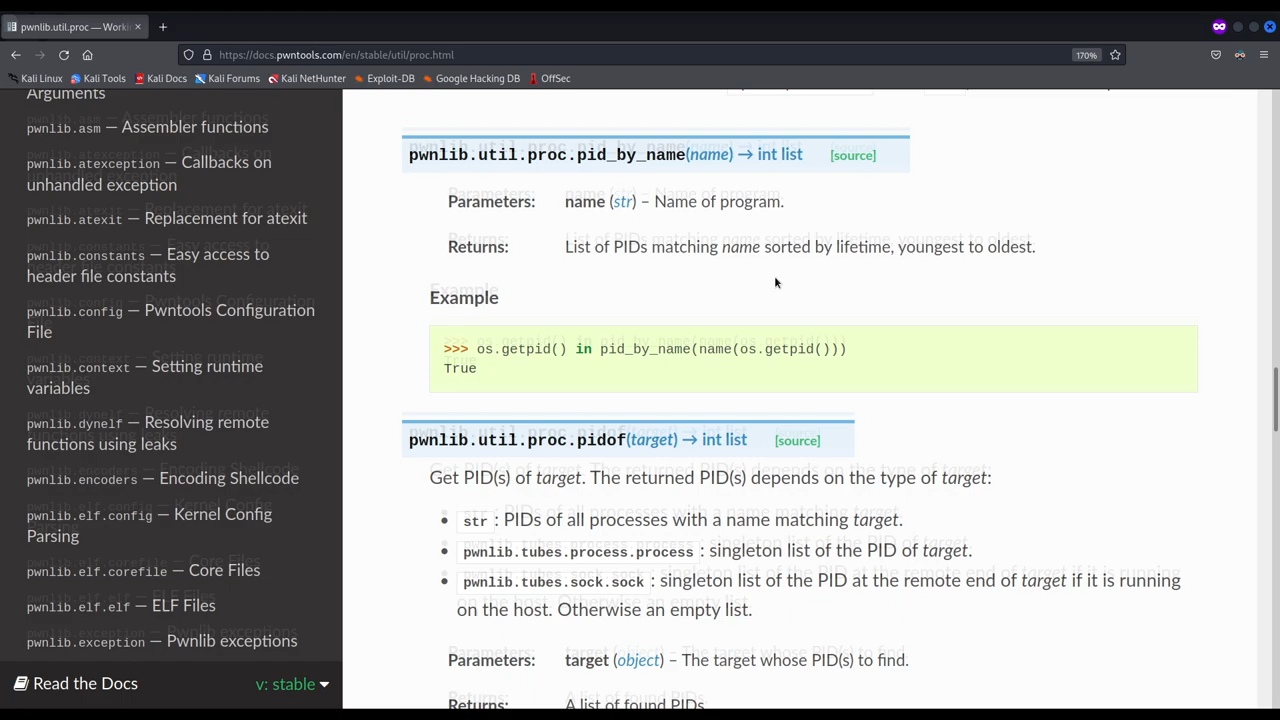 pwnlib.util.proc — Worki
https://docs.pwntools.com/en/stable/util/proc.html
170%
Kali Linux
Kali Tools
Kali Docs
Kali Forums
Kali NetHunter
Exploit-DB
Google Hacking DB
OffSec
Arguments
pwnlib.asm — Assembler functions
pwnlib.atexception — Callbacks on
unhandled exception
pwnlib.atexit — Replacement for atexit
pwnlib.constants — Easy access to
header file constants
pwnlib.config — Pwntools Configuration
File
pwnlib.context — Setting runtime
variables
pwnlib.dynelf — Resolving remote
functions using leaks
pwnlib.encoders — Encoding Shellcode
pwnlib.elf.config — Kernel Config
Parsing
pwnlib.elf.corefile — Core Files
pwnlib.elf.elf — ELF Files
pwnlib.exception — Pwnlib exceptions
Read the Docs
v: stable
pwnlib.util.proc.pid_by_name(name) → int list [source]
Parameters: name (str) – Name of program.
Returns: List of PIDs matching name sorted by lifetime, youngest to oldest.
Example
>>> os.getpid() in pid_by_name(name(os.getpid()))
True
pwnlib.util.proc.pidof(target) → int list [source]
Get PID(s) of target. The returned PID(s) depends on the type of target:
• str : PIDs of all processes with a name matching target.
• pwnlib.tubes.process.process : singleton list of the PID of target.
• pwnlib.tubes.sock.sock : singleton list of the PID at the remote end of target if it is running
on the host. Otherwise an empty list.
Parameters: target (object) – The target whose PID(s) to find.
Returns: A list of found PIDs.